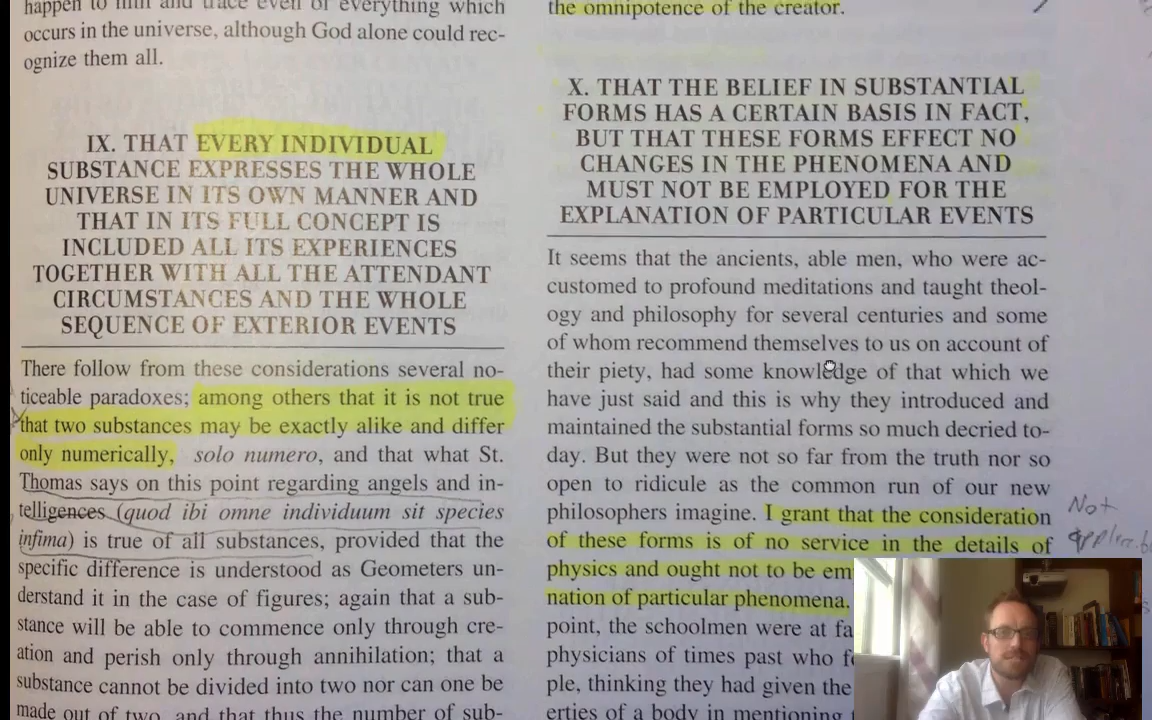 happen to him and trace even of everything which
occurs in the universe, although God alone could rec-
ognize them all.
IX. THAT EVERY INDIVIDUAL
SUBSTANCE EXPRESSES THE WHOLE
UNIVERSE IN ITS OWN MANNER AND
THAT IN ITS FULL CONCEPT IS
INCLUDED ALL ITS EXPERIENCES
TOGETHER WITH ALL THE ATTENDANT
CIRCUMSTANCES AND THE WHOLE
SEQUENCE OF EXTERIOR EVENTS
There follow from these considerations several no-
ticeable paradoxes; among others that it is not true
that two substances may be exactly alike and differ
only numerically, solo numero, and that what St.
Thomas says on this point regarding angels and in-
telligences (quod ibi omne individuum sit species
infima) is true of all substances, provided that the
specific difference is understood as Geometers un-
derstand it in the case of figures; again that a sub-
stance will be able to commence only through cre-
ation and perish only through annihilation; that a
substance cannot be divided into two nor can one be
made out of two, and that thus the number of sub-
the omnipotence of the creator.
X. THAT THE BELIEF IN SUBSTANTIAL
FORMS HAS A CERTAIN BASIS IN FACT,
BUT THAT THESE FORMS EFFECT NO
CHANGES IN THE PHENOMENA AND
MUST NOT BE EMPLOYED FOR THE
EXPLANATION OF PARTICULAR EVENTS
It seems that the ancients, able men, who were ac-
customed to profound meditations and taught theol-
ogy and philosophy for several centuries and some
of whom recommend themselves to us on account of
their piety, had some knowledge of that which we
have just said and this is why they introduced and
maintained the substantial forms so much decried to-
day. But they were not so far from the truth nor so
open to ridicule as the common run of our new
philosophers imagine. I grant that the consideration
of these forms is of no service in the details of
physics and ought not to be em
nation of particular phenomena.
point, the schoolmen were at fa
physicians of times past who f
ple, thinking they had given the
erties of a body in mentioning
Not